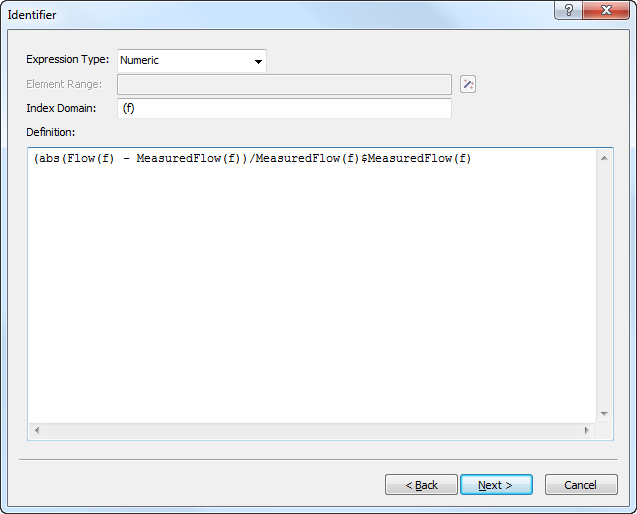 Identifier
Expression Type: Numeric
Element Range:
Index Domain: (f)
Definition:
(abs(Flow(f) - MeasuredFlow(f))/MeasuredFlow(f)$MeasuredFlow(f)
< Back Next > Cancel